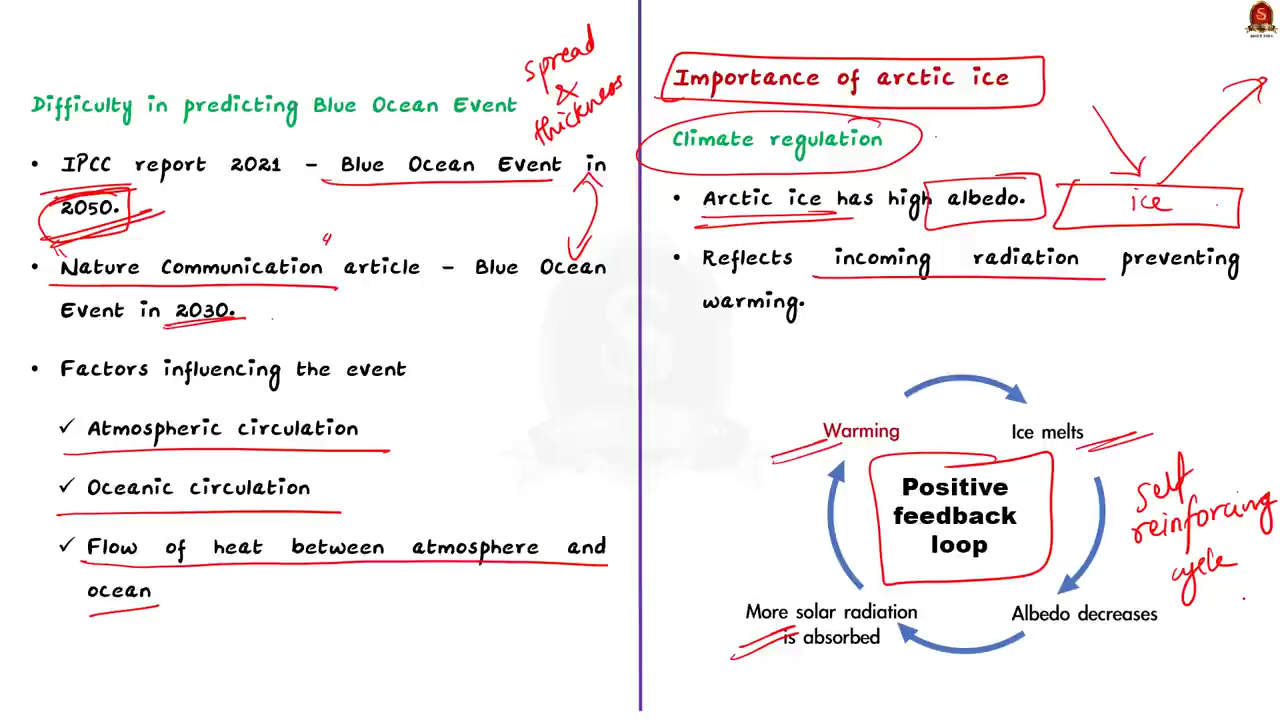 Difficulty in predicting Blue Ocean Event
spread
&
thickness
• IPCC report 2021 – Blue Ocean Event in
2050.
• Nature Communication article – Blue Ocean
Event in 2030.
• Factors influencing the event
✓ Atmospheric circulation
✓ Oceanic circulation
✓ Flow of heat between atmosphere and
ocean
Importance of arctic ice
Climate regulation
• Arctic ice has high albedo.
ice
• Reflects incoming radiation preventing
warming.
Warming
Ice melts
Positive
feedback
loop
Self
reinforcing
cycle
More solar radiation
is absorbed
Albedo decreases